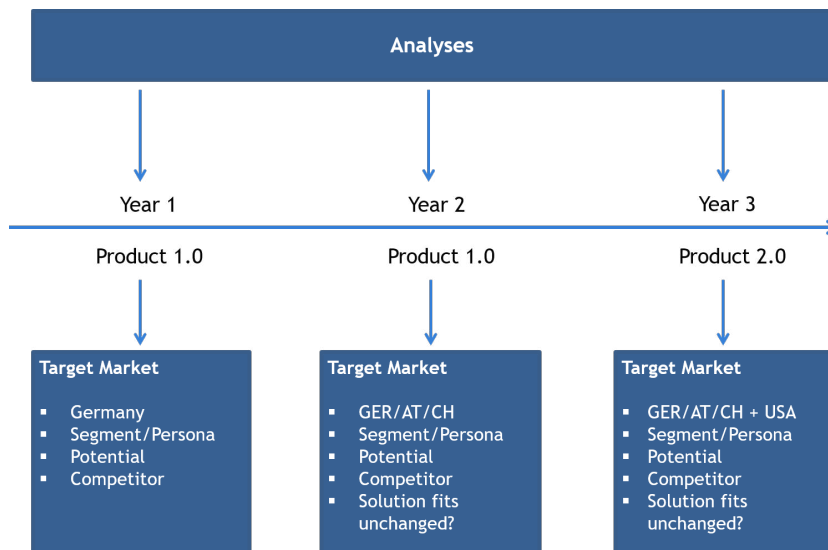 Analyses
Year 1
Year 2
Year 3
Product 1.0
Product 1.0
Product 2.0
Target Market
▪ Germany
▪ Segment/Persona
▪ Potential
▪ Competitor
Target Market
▪ GER/AT/CH
▪ Segment/Persona
▪ Potential
▪ Competitor
▪ Solution fits
unchanged?
Target Market
▪ GER/AT/CH + USA
▪ Segment/Persona
▪ Potential
▪ Competitor
▪ Solution fits
unchanged?